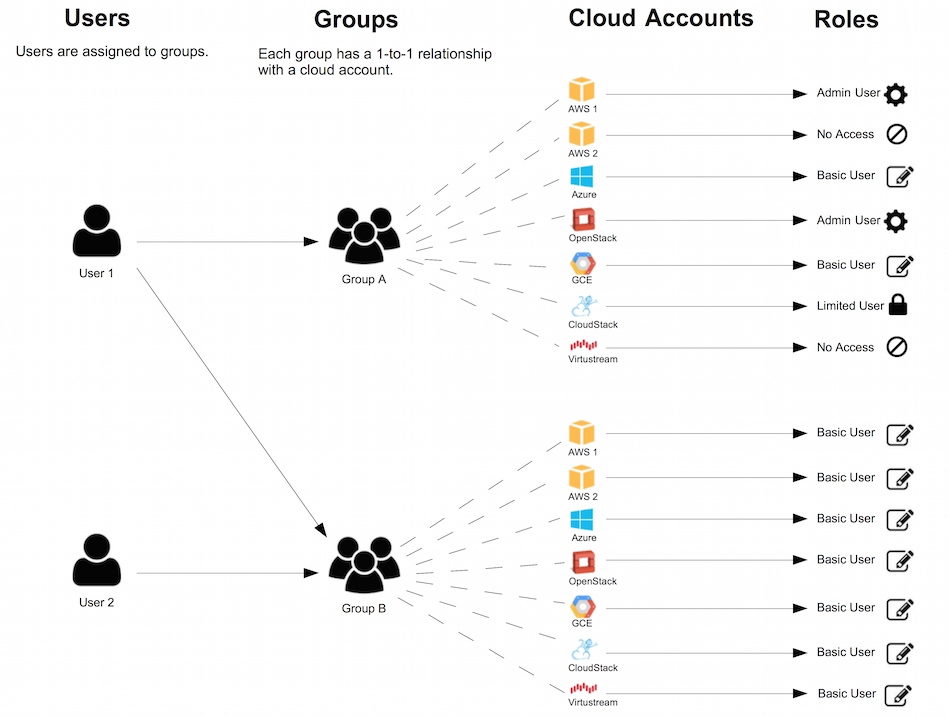 Users
Groups
Cloud Accounts
Roles
Users are assigned to groups.
Each group has a 1-to-1 relationship
with a cloud account.
User 1
Group A
AWS 1
Admin User
AWS 2
No Access
Azure
Basic User
OpenStack
Admin User
GCE
Basic User
CloudStack
Limited User
Virtustream
No Access
User 2
Group B
AWS 1
Basic User
AWS 2
Basic User
Azure
Basic User
OpenStack
Basic User
GCE
Basic User
CloudStack
Basic User
Virtustream
Basic User